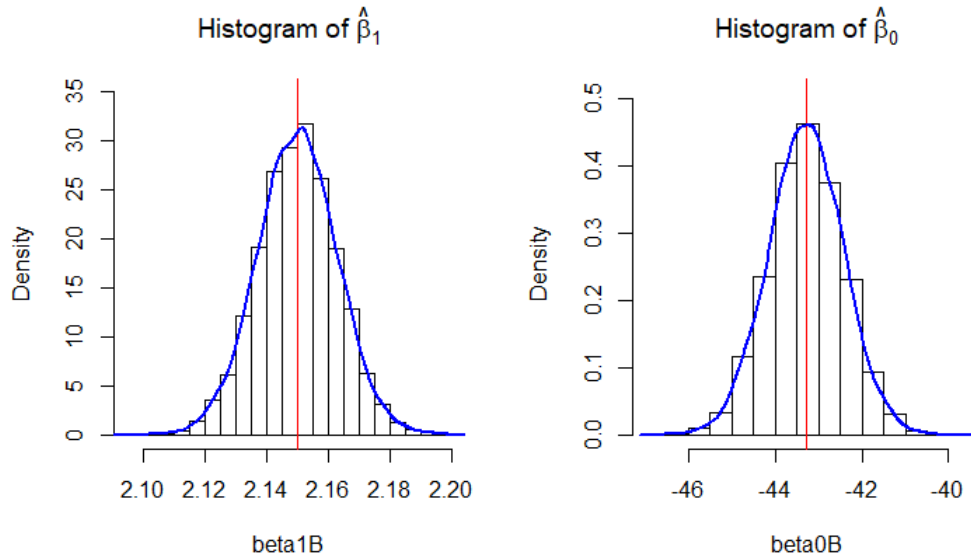 Histogram of β̂₁
Density
0 5 10 15 20 25 30 35
2.10 2.12 2.14 2.16 2.18 2.20
beta1B
Histogram of β̂₀
Density
0.0 0.1 0.2 0.3 0.4 0.5
-46 -44 -42 -40
beta0B